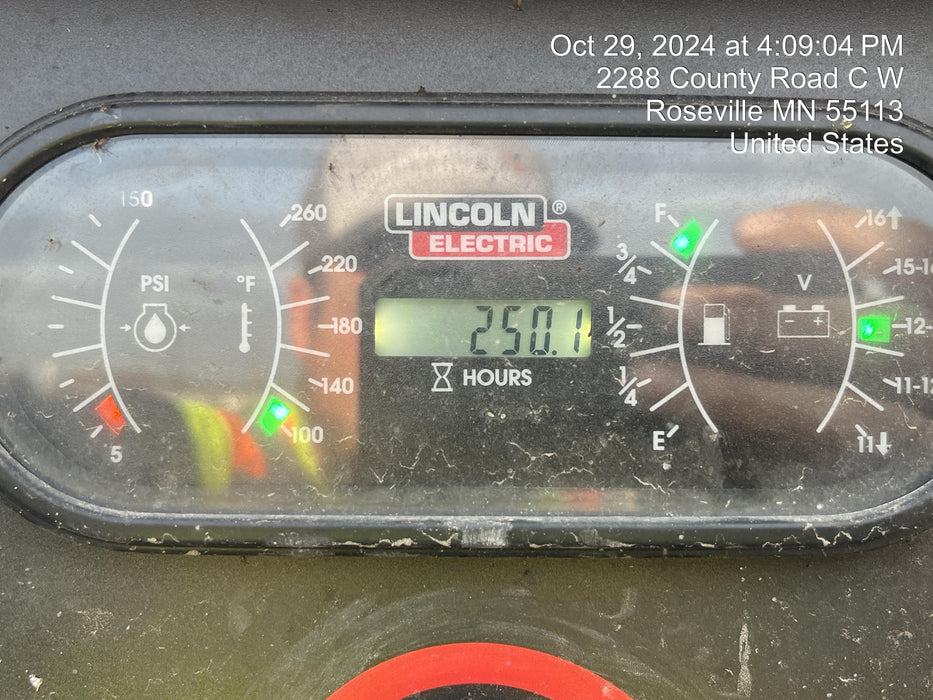 Oct 29, 2024 at 4:09:04 PM
2288 County Road C W
Roseville MN 55113
United States
LINCOLN ®
ELECTRIC
150
PSI
5
°F
260
220
180
140
100
250.1
HOURS
F
3/4
1/2
1/4
E
V
16
15-1
12-
11-12
11